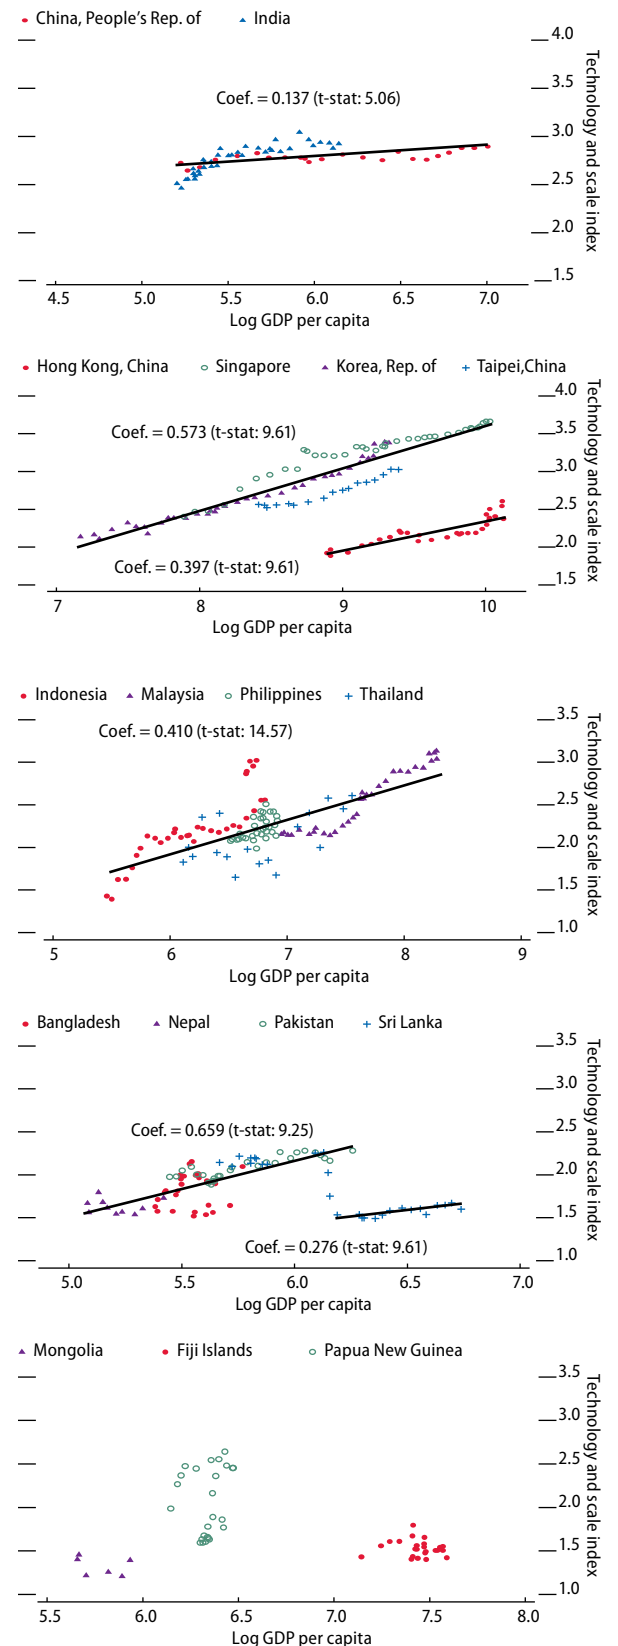 China, People's Rep. of India
4.0
3.5
3.0
2.5
2.0
1.5
Technology and scale index
Coef. = 0.137 (t-stat: 5.06)
4.5 5.0 5.5 6.0 6.5 7.0
Log GDP per capita
Hong Kong, China Singapore Korea, Rep. of Taipei,China
4.0
3.5
3.0
2.5
2.0
1.5
Technology and scale index
Coef. = 0.573 (t-stat: 9.61)
Coef. = 0.397 (t-stat: 9.61)
7 8 9 10
Log GDP per capita
Indonesia Malaysia Philippines Thailand
3.5
3.0
2.5
2.0
1.5
1.0
Technology and scale index
Coef. = 0.410 (t-stat: 14.57)
5 6 7 8 9
Log GDP per capita
Bangladesh Nepal Pakistan Sri Lanka
3.5
3.0
2.5
2.0
1.5
1.0
Technology and scale index
Coef. = 0.659 (t-stat: 9.25)
Coef. = 0.276 (t-stat: 9.61)
5.0 5.5 6.0 6.5 7.0
Log GDP per capita
Mongolia Fiji Islands Papua New Guinea
3.5
3.0
2.5
2.0
1.5
1.0
Technology and scale index
5.5 6.0 6.5 7.0 7.5 8.0
Log GDP per capita